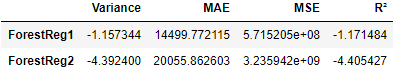 Variance MAE MSE R²
ForestReg1 -1.157344 14499.772115 5.715205e+08 -1.171484
ForestReg2 -4.392400 20055.862603 3.235942e+09 -4.405427